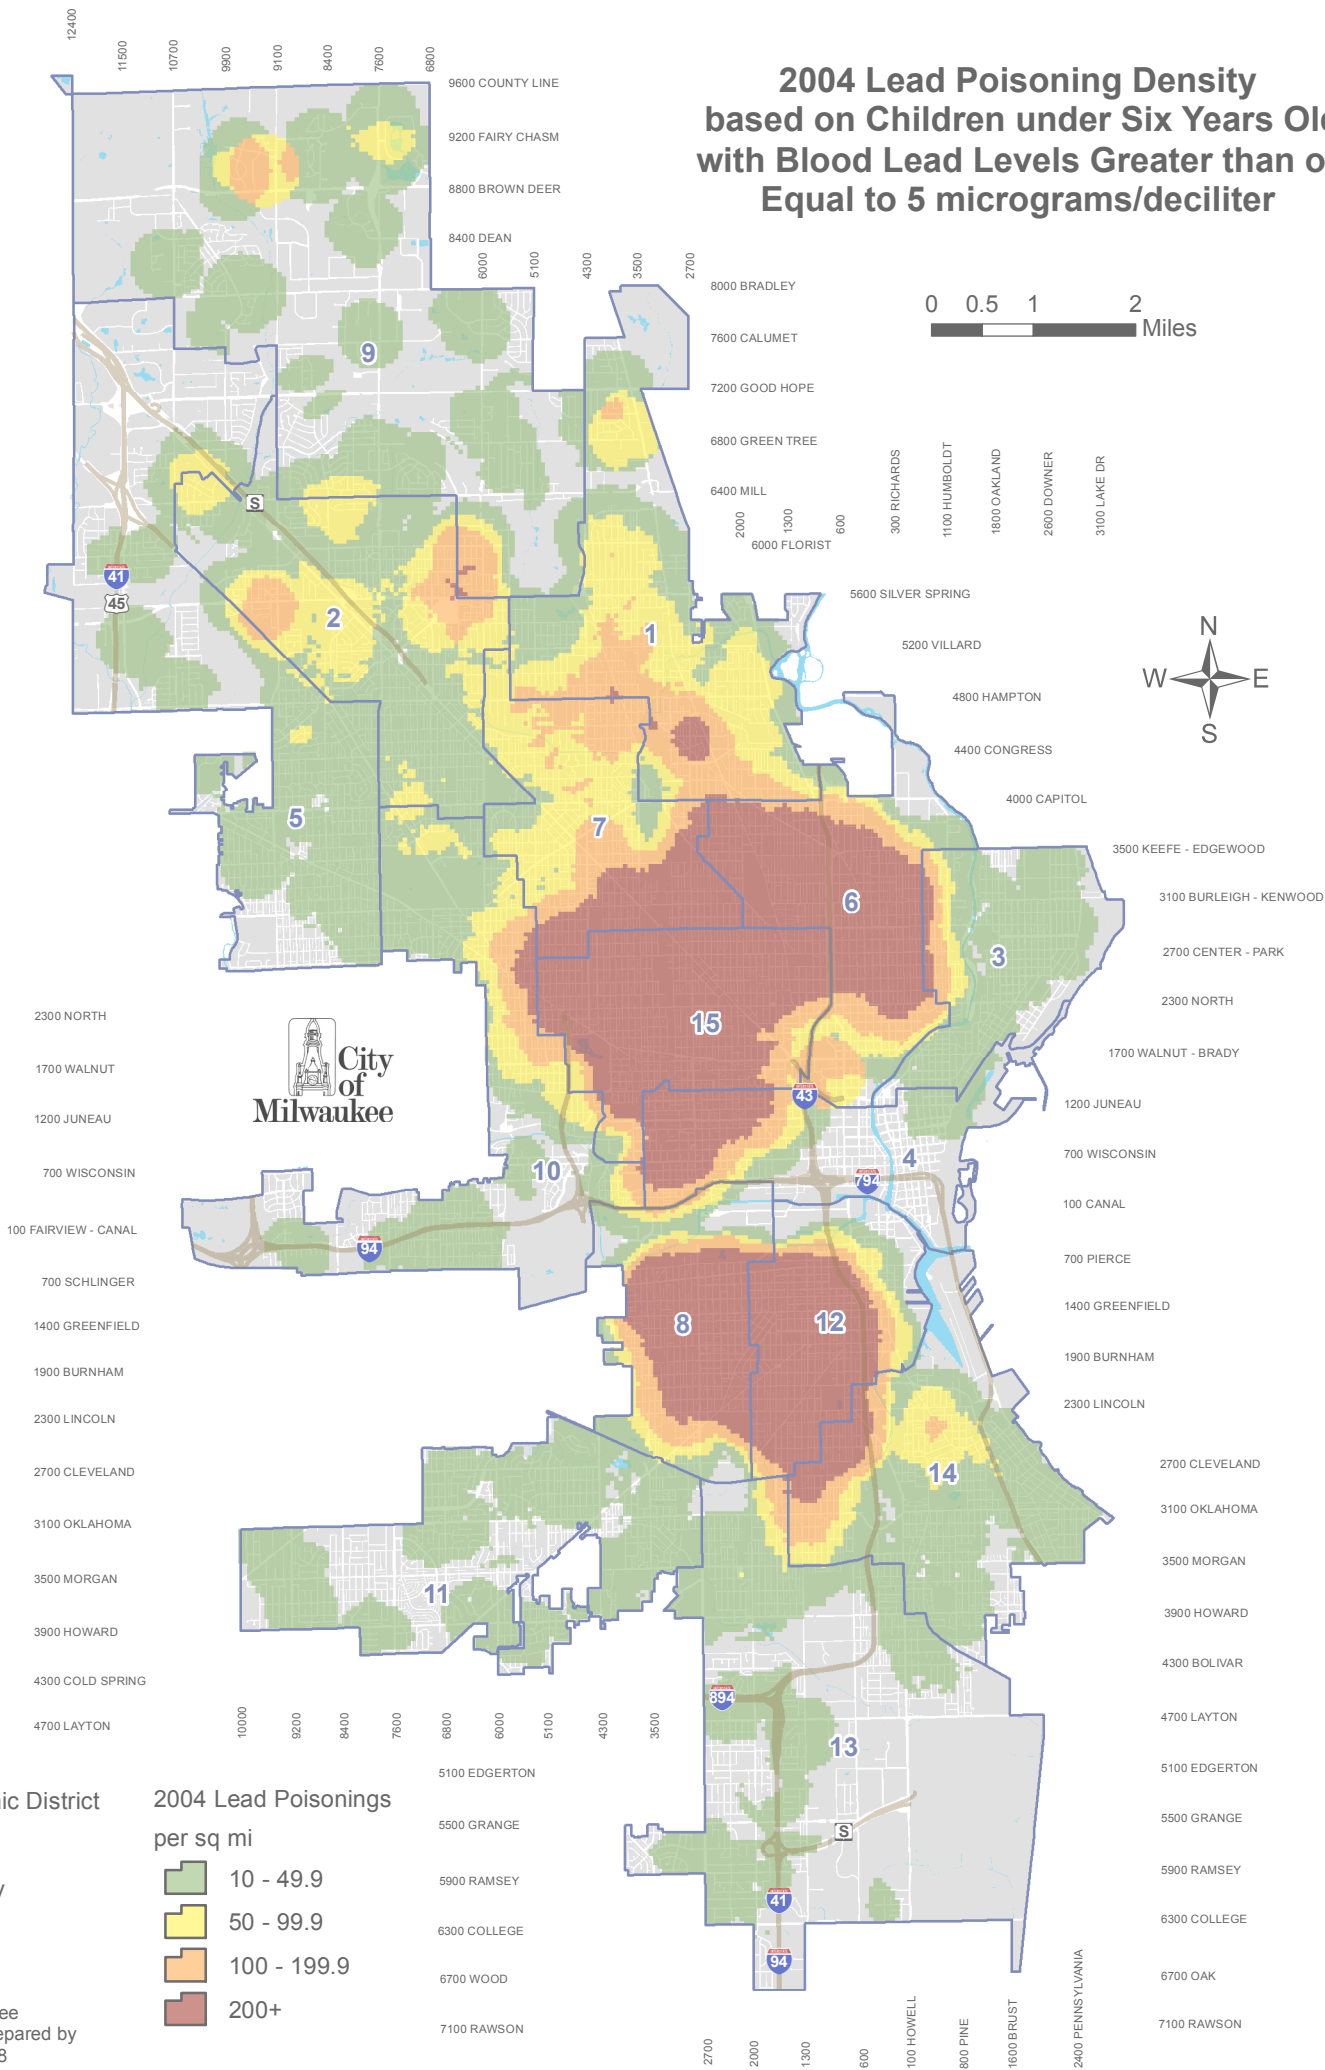 2004 Lead Poisoning Density
based on Children under Six Years Old
with Blood Lead Levels Greater than o
Equal to 5 micrograms/deciliter
12400
11500
10700
9900
9100
8400
7600
6800
9600 COUNTY LINE
9200 FAIRY CHASM
8800 BROWN DEER
8400 DEAN
6000
5100
4300
3500
2700
8000 BRADLEY
7600 CALUMET
7200 GOOD HOPE
6800 GREEN TREE
6400 MILL
0 0.5 1 2
Miles
2000
1300
600
300 RICHARDS
1100 HUMBOLDT
1800 OAKLAND
2600 DOWNER
3100 LAKE DR
6000 FLORIST
5600 SILVER SPRING
5200 VILLARD
4800 HAMPTON
4400 CONGRESS
4000 CAPITOL
3500 KEEFE - EDGEWOOD
3100 BURLEIGH - KENWOOD
2700 CENTER - PARK
2300 NORTH
1700 WALNUT - BRADY
1200 JUNEAU
700 WISCONSIN
100 CANAL
700 PIERCE
1400 GREENFIELD
1900 BURNHAM
2300 LINCOLN
2700 CLEVELAND
3100 OKLAHOMA
3500 MORGAN
3900 HOWARD
4300 BOLIVAR
4700 LAYTON
5100 EDGERTON
5500 GRANGE
5900 RAMSEY
6300 COLLEGE
6700 OAK
7100 RAWSON
N
W E
S
9
S
41
45
2
1
5
7
6
3
15
43
4
794
10
94
8
12
14
11
894
13
S
41
94
City
of
Milwaukee
2300 NORTH
1700 WALNUT
1200 JUNEAU
700 WISCONSIN
100 FAIRVIEW - CANAL
700 SCHLINGER
1400 GREENFIELD
1900 BURNHAM
2300 LINCOLN
2700 CLEVELAND
3100 OKLAHOMA
3500 MORGAN
3900 HOWARD
4300 COLD SPRING
4700 LAYTON
10000
9200
8400
7600
6800
6000
5100
4300
3500
5100 EDGERTON
5500 GRANGE
5900 RAMSEY
6300 COLLEGE
6700 WOOD
7100 RAWSON
2700
2000
1300
600
100 HOWELL
800 PINE
1600 BRUST
2400 PENNSYLVANIA
ic District
y
ee
epared by
8
2004 Lead Poisonings
per sq mi
10 - 49.9
50 - 99.9
100 - 199.9
200+